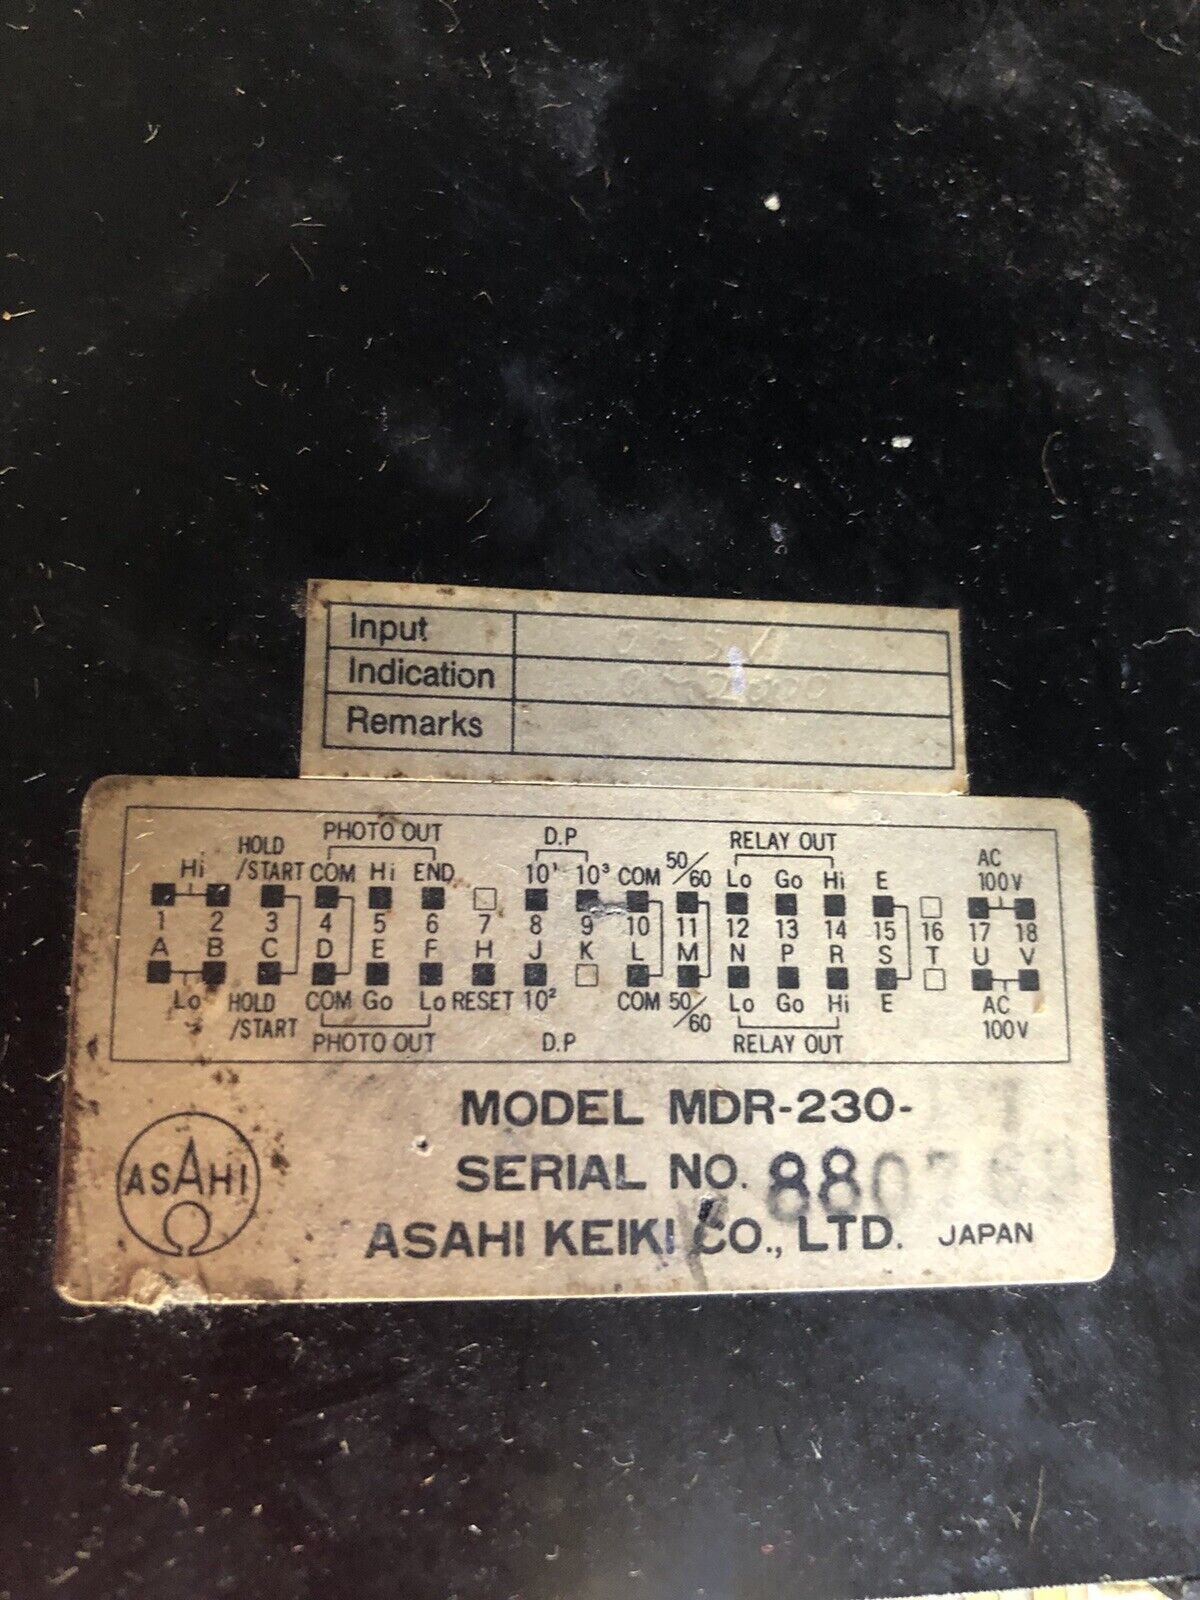 Input
Indication
Remarks
PHOTO OUT D.P RELAY OUT
Hi HOLD /START COM Hi END 10¹ 10³ COM 50/60 Lo Go Hi E AC 100V
1 2 3 4 5 6 7 8 9 10 11 12 13 14 15 16 17 18
A B C D E F H J K L M N P R S T U V
Lo HOLD /START COM Go Lo RESET 10² COM 50/60 Lo Go Hi E AC 100V
PHOTO OUT D.P RELAY OUT
MODEL MDR-230-
ASAHI
SERIAL NO.
ASAHI KEIKI CO., LTD. JAPAN